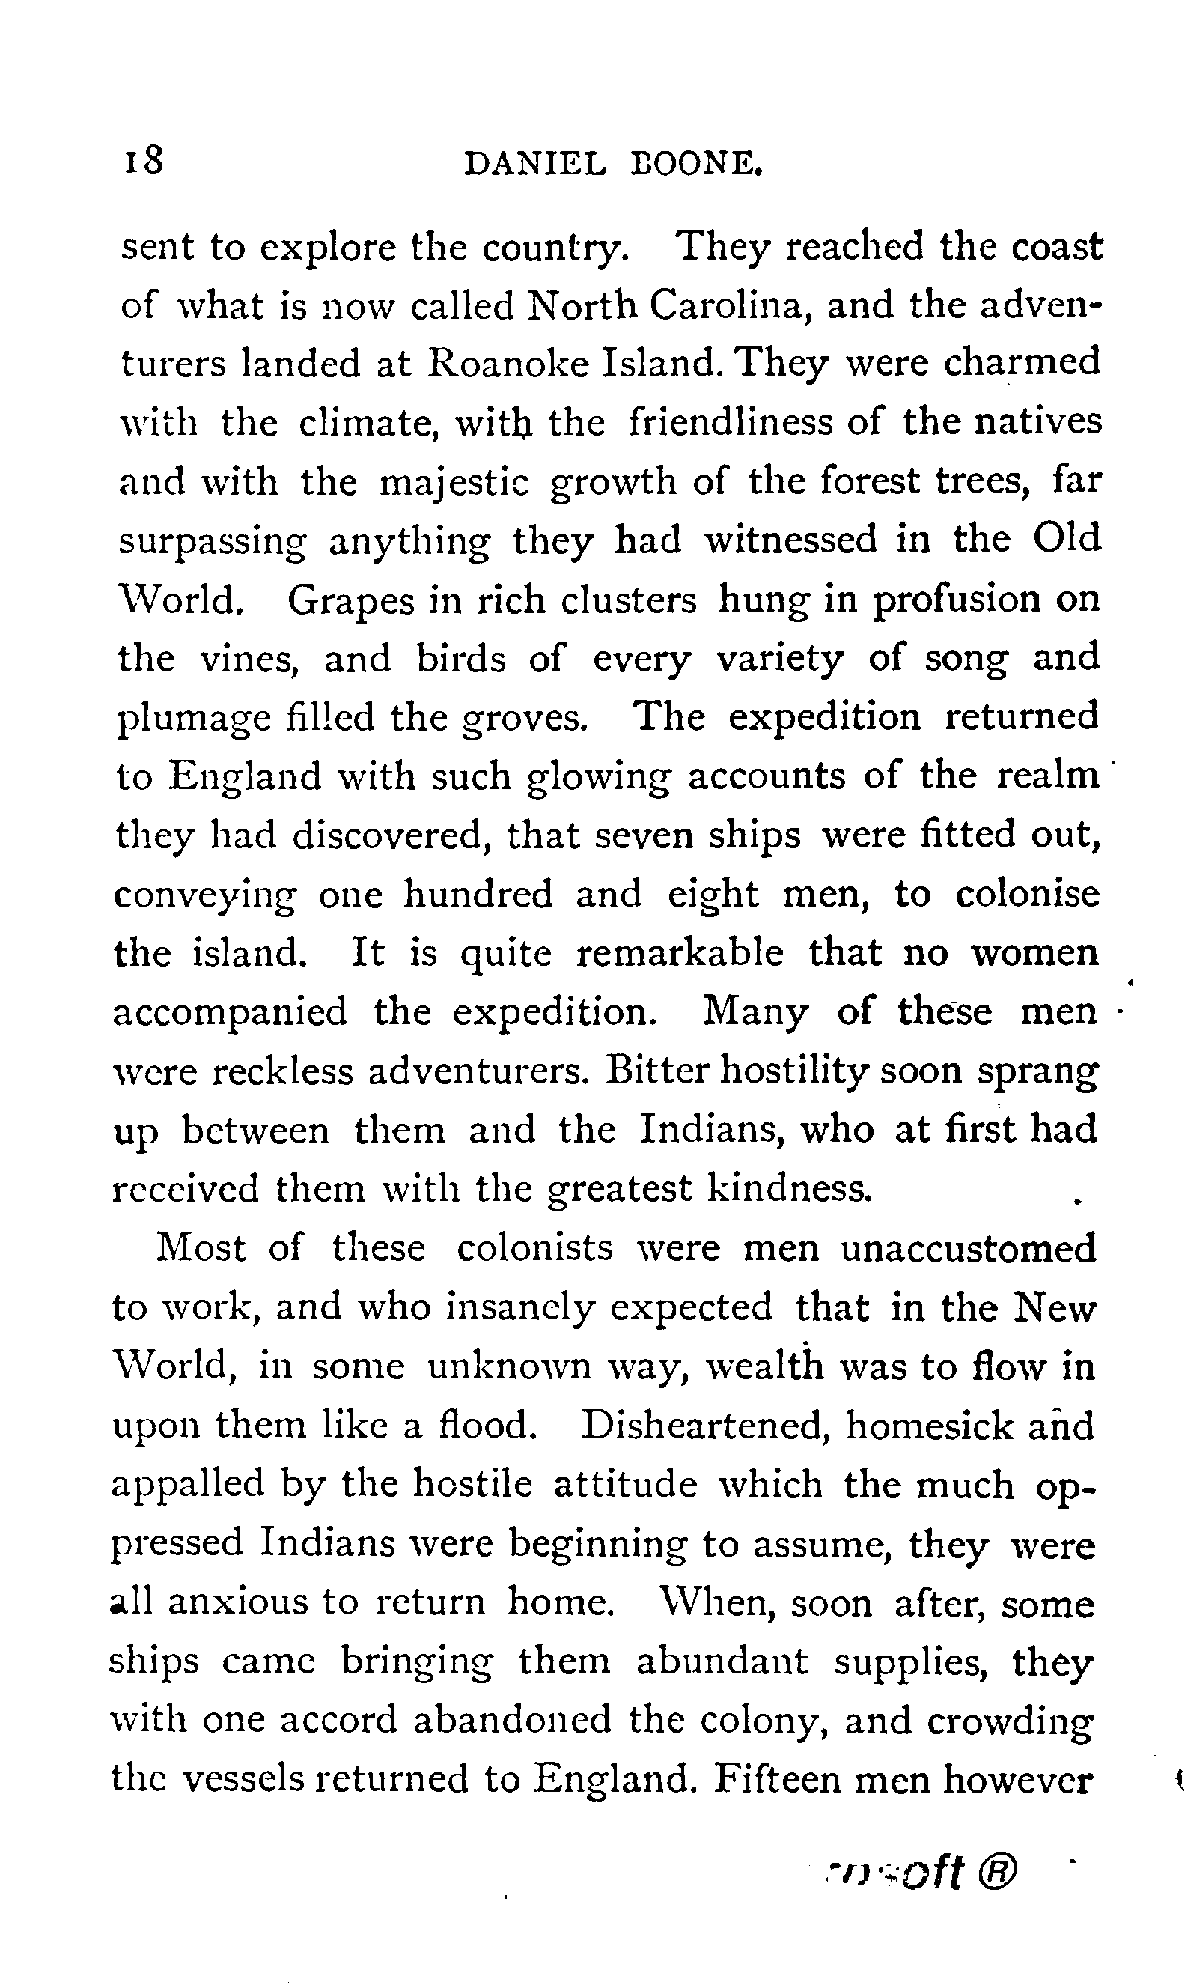 18 DANIEL BOONE.
sent to explore the country. They reached the coast
of what is now called North Carolina, and the adven-
turers landed at Roanoke Island. They were charmed
with the climate, with the friendliness of the natives
and with the majestic growth of the forest trees, far
surpassing anything they had witnessed in the Old
World. Grapes in rich clusters hung in profusion on
the vines, and birds of every variety of song and
plumage filled the groves. The expedition returned
to England with such glowing accounts of the realm
they had discovered, that seven ships were fitted out,
conveying one hundred and eight men, to colonise
the island. It is quite remarkable that no women
accompanied the expedition. Many of these men
were reckless adventurers. Bitter hostility soon sprang
up between them and the Indians, who at first had
received them with the greatest kindness.
Most of these colonists were men unaccustomed
to work, and who insanely expected that in the New
World, in some unknown way, wealth was to flow in
upon them like a flood. Disheartened, homesick and
appalled by the hostile attitude which the much op-
pressed Indians were beginning to assume, they were
all anxious to return home. When, soon after, some
ships came bringing them abundant supplies, they
with one accord abandoned the colony, and crowding
the vessels returned to England. Fifteen men however